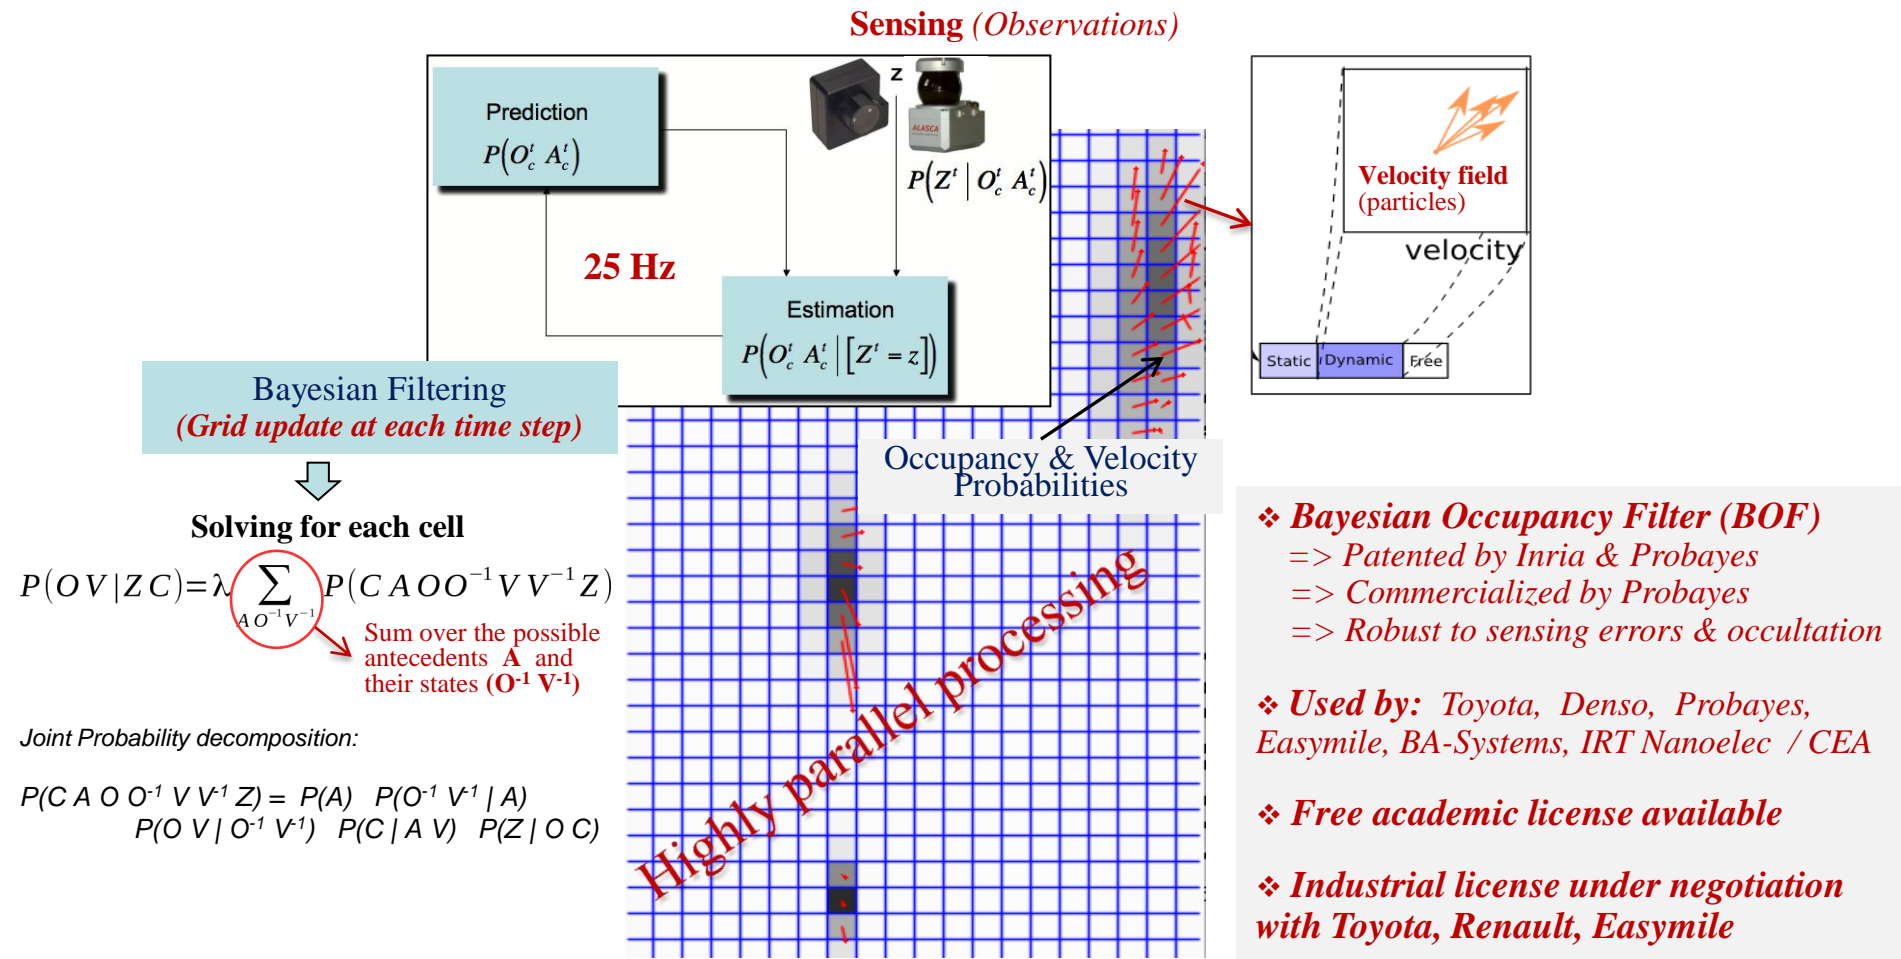 Sensing (Observations)
Prediction
P(O_c^t A_c^t)
z
ALASCA
P(Z^t | O_c^t A_c^t)
25 Hz
Estimation
P(O_c^t A_c^t | [Z^t = z])
Velocity field
(particles)
velocity
Static
Dynamic
Free
Bayesian Filtering
(Grid update at each time step)
Occupancy & Velocity
Probabilities
Solving for each cell
P(O V | Z C) = λ ∑ P(C A O O⁻¹ V V⁻¹ Z)
A O⁻¹ V⁻¹
Sum over the possible
antecedents A and
their states (O⁻¹ V⁻¹)
Joint Probability decomposition:
P(C A O O⁻¹ V V⁻¹ Z) = P(A) P(O⁻¹ V⁻¹ | A)
P(O V | O⁻¹ V⁻¹) P(C | A V) P(Z | O C)
Highly parallel processing
❖ Bayesian Occupancy Filter (BOF)
=> Patented by Inria & Probayes
=> Commercialized by Probayes
=> Robust to sensing errors & occultation
❖ Used by: Toyota, Denso, Probayes,
Easymile, BA-Systems, IRT Nanoelec / CEA
❖ Free academic license available
❖ Industrial license under negotiation
with Toyota, Renault, Easymile